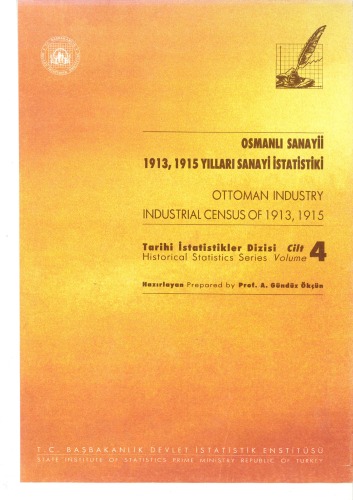 OSMANLI SANAYİİ
1913, 1915 YILLARI SANAYİ İSTATİSTİKİ
OTTOMAN INDUSTRY
INDUSTRIAL CENSUS OF 1913, 1915
Tarihi İstatistikler Dizisi Cilt 4
Historical Statistics Series Volume
Hazırlayan Prepared by Prof. A. Gündüz Ökçün
T.C. BAŞBAKANLIK DEVLET İSTATİSTİK ENSTİTÜSÜ
STATE INSTITUTE OF STATISTICS PRIME MINISTRY REPUBLIC OF TURKEY